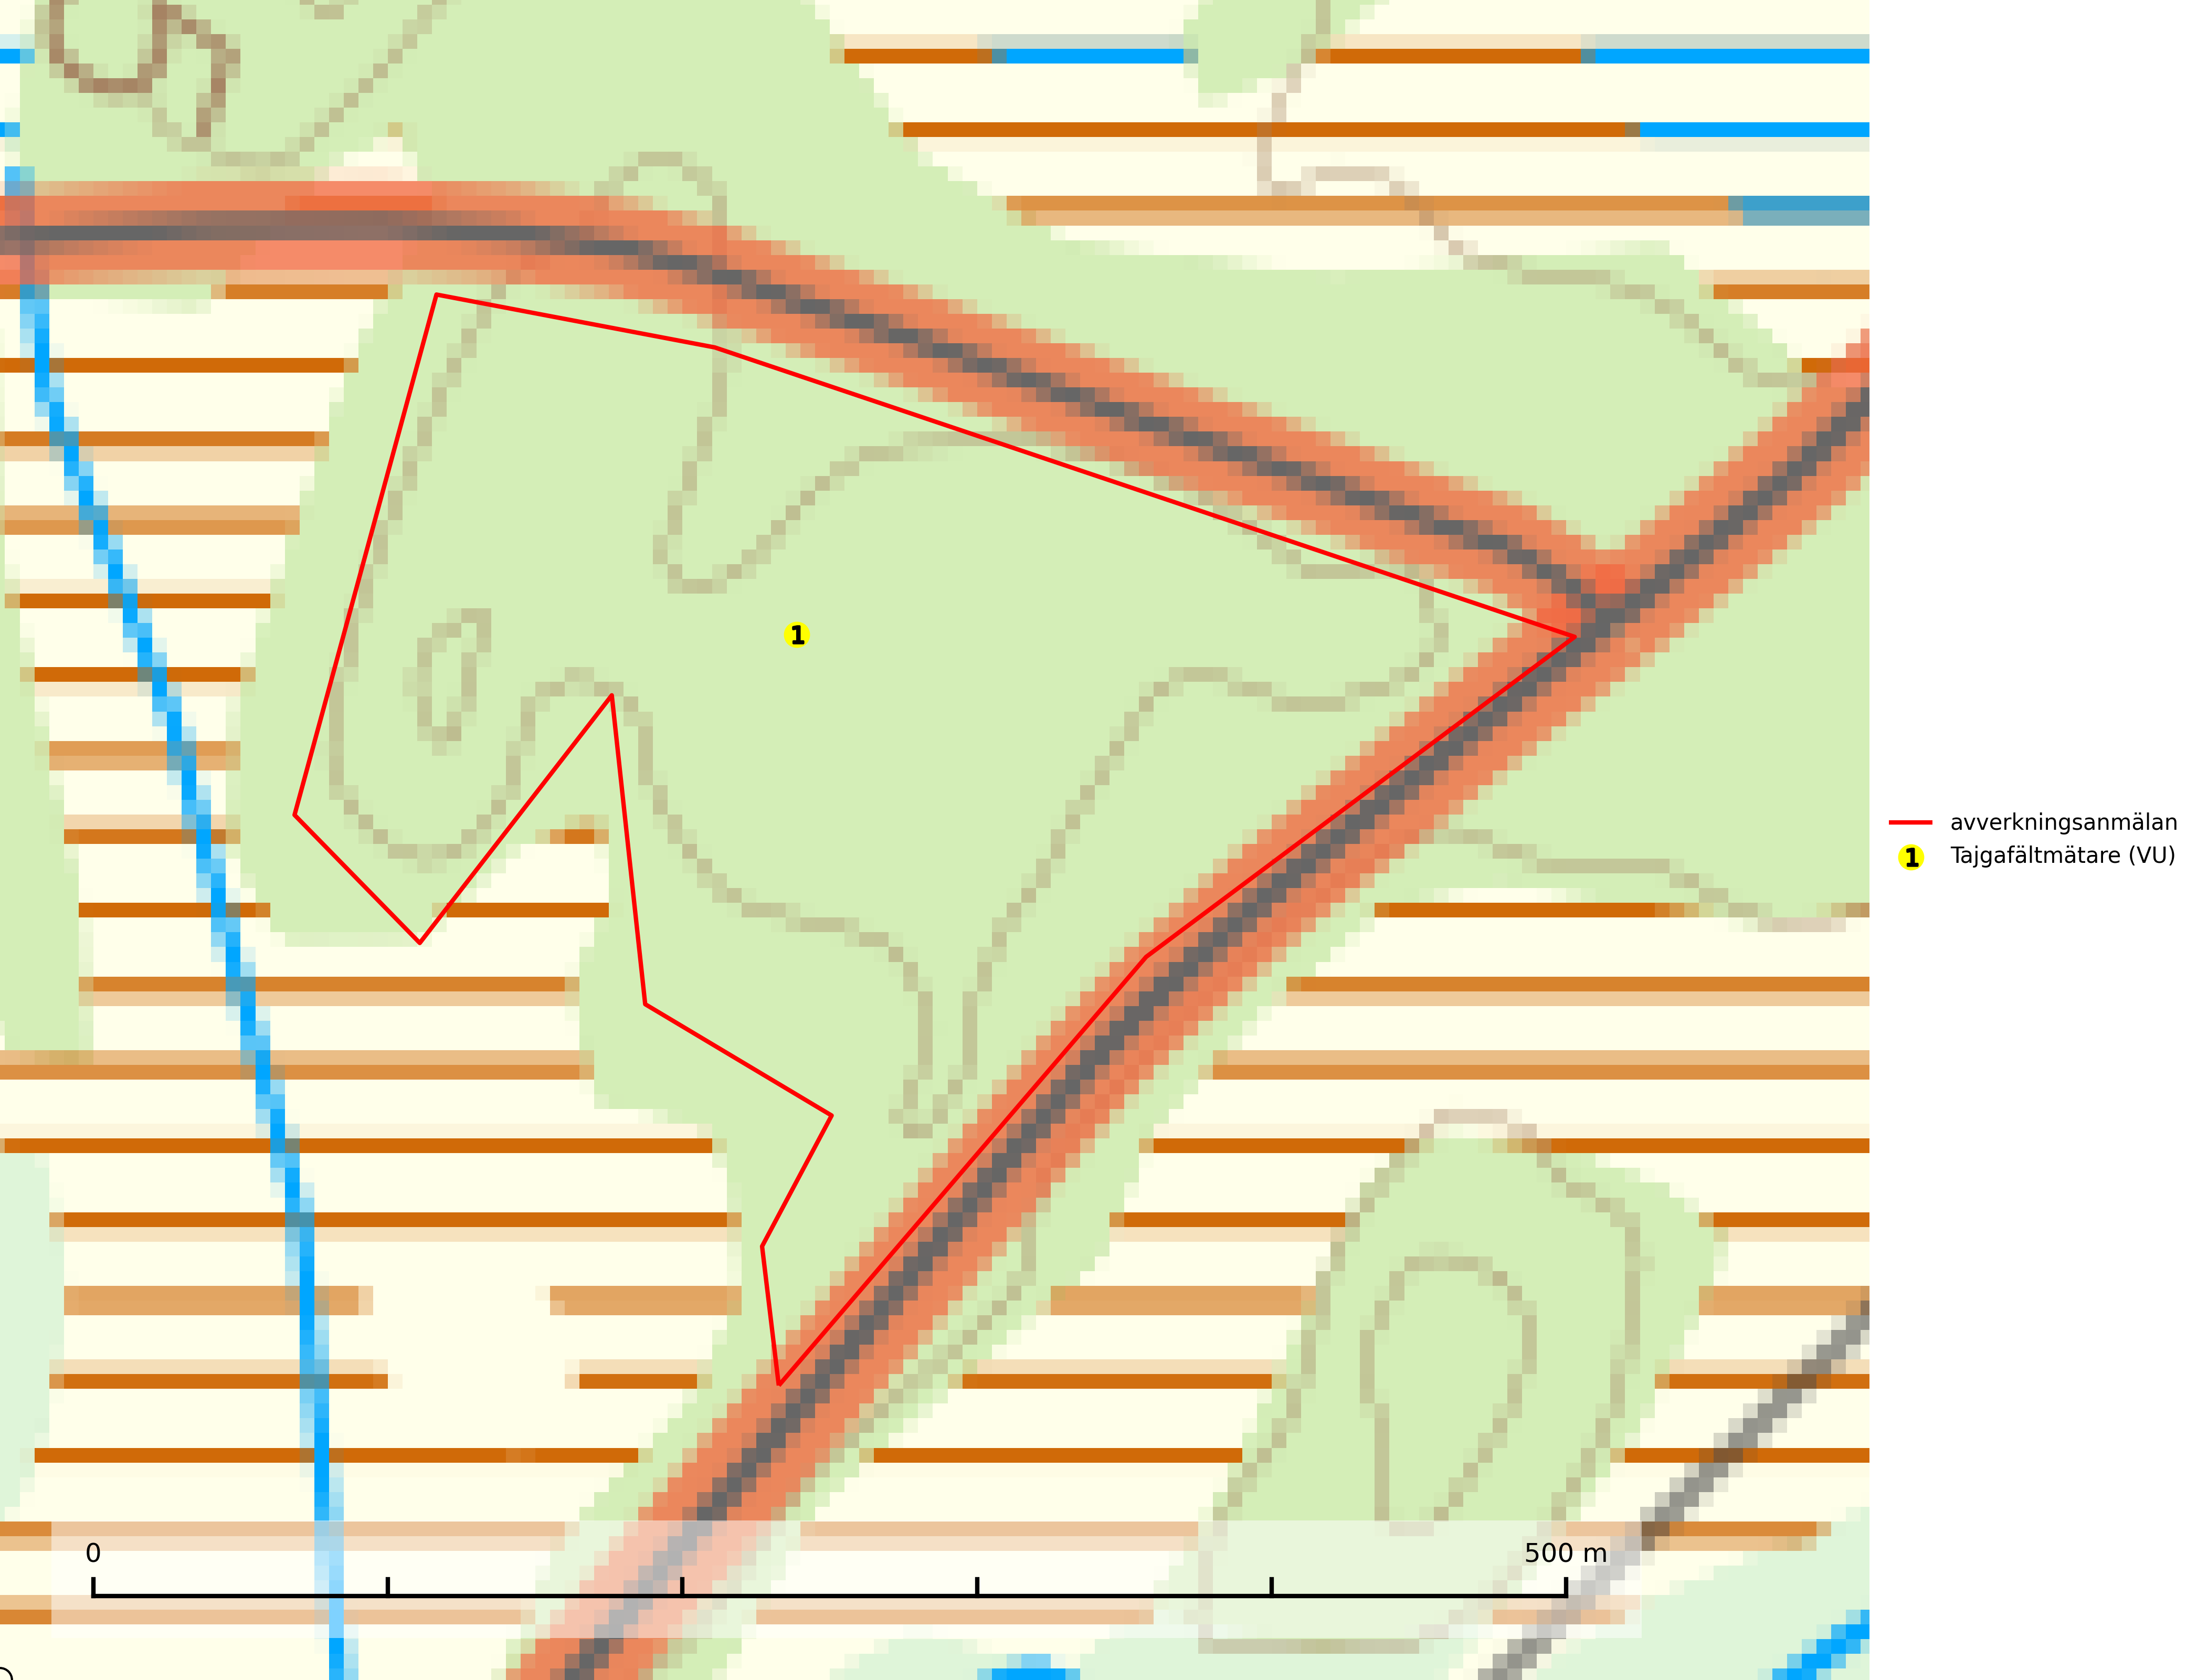 1
avverkningsanmälan
1 Tajgafältmätare (VU)
0 500 m